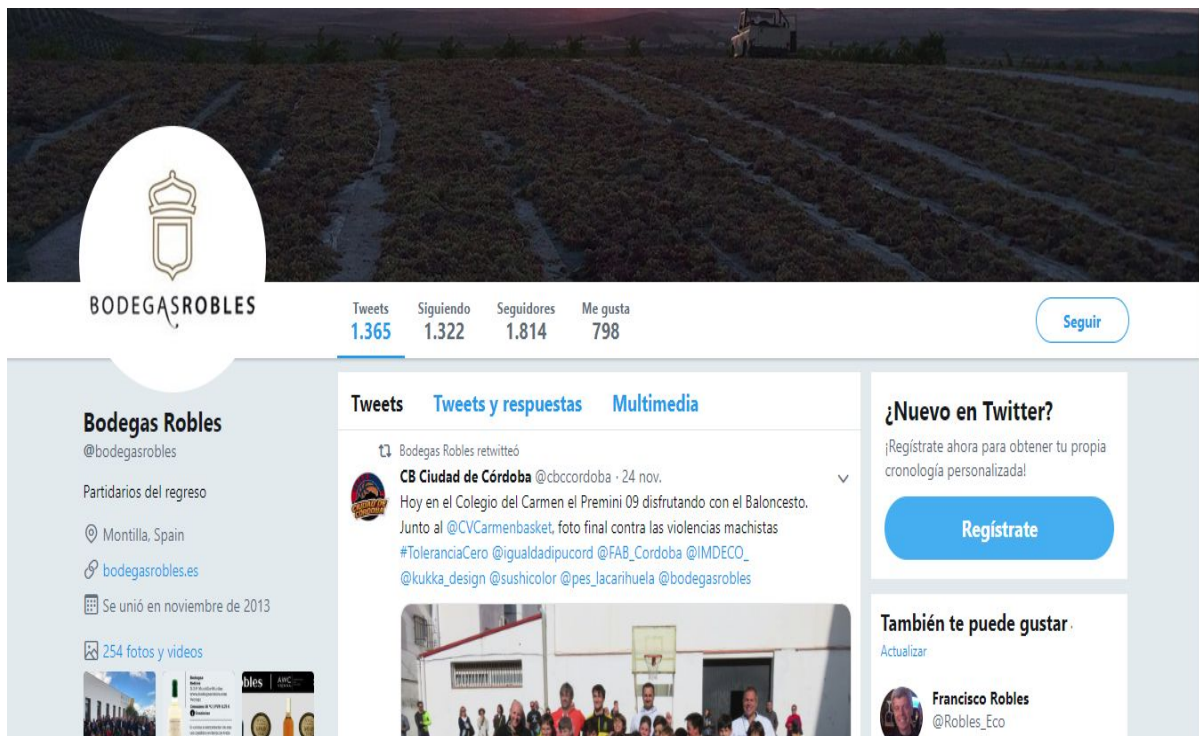 BODEGASROBLES
Tweets Siguiendo Seguidores Me gusta
1.365 1.322 1.814 798
Seguir
Bodegas Robles
@bodegasrobles
Partidarios del regreso
Montilla, Spain
bodegasrobles.es
Se unió en noviembre de 2013
254 fotos y videos
Tweets Tweets y respuestas Multimedia
Bodegas Robles retwitteó
CB Ciudad de Córdoba @cbccordoba · 24 nov.
Hoy en el Colegio del Carmen el Premini 09 disfrutando con el Baloncesto.
Junto al @CVCarmenbasket, foto final contra las violencias machistas
#ToleranciaCero @igualdadipucord @FAB_Cordoba @IMDECO_
@kukka_design @sushicolor @pes_lacarihuela @bodegasrobles
¿Nuevo en Twitter?
¡Regístrate ahora para obtener tu propia
cronología personalizada!
Regístrate
También te puede gustar ·
Actualizar
Francisco Robles
@Robles_Eco